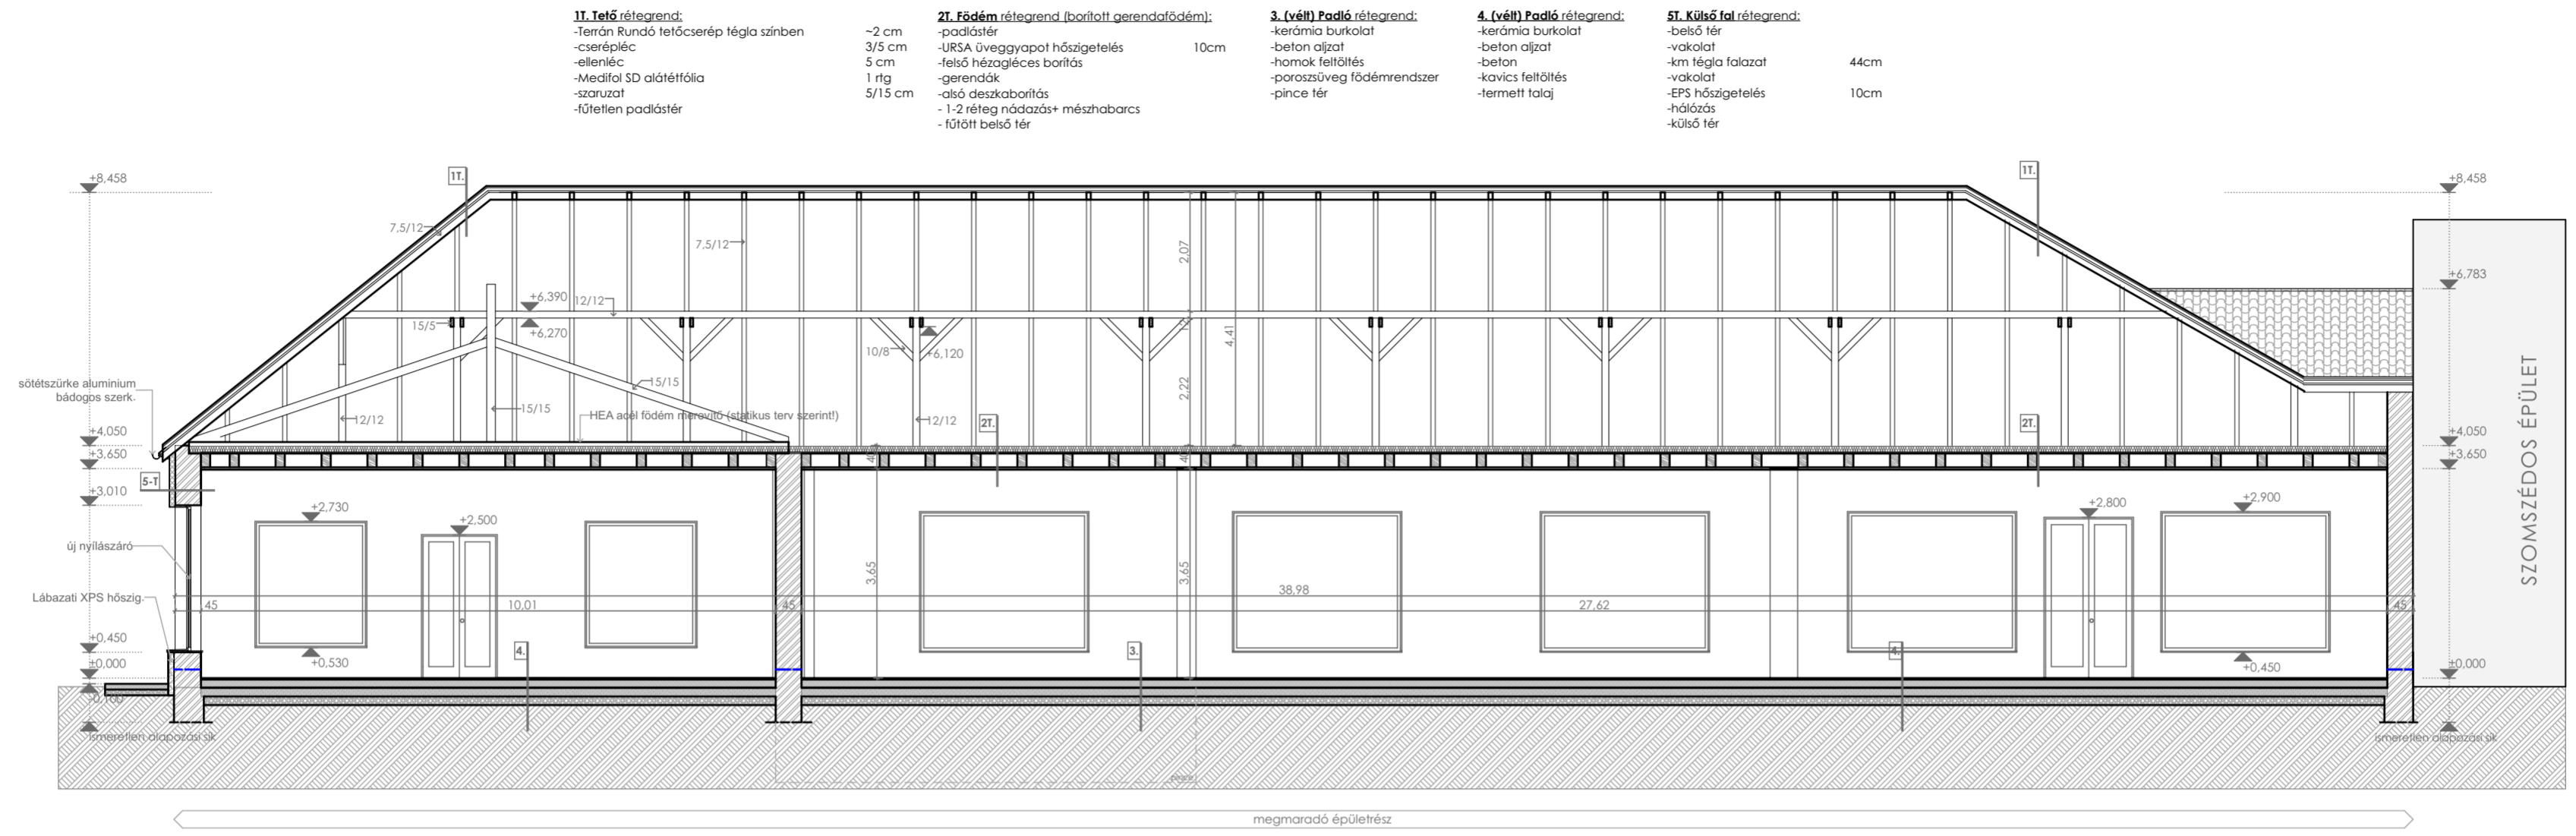 1T. Tető rétegrend:
-Terrán Rundó tetőcserép tégla színben ~2 cm
-cserépléc 3/5 cm
-ellenléc 5 cm
-Medifol SD alátétfólia 1 rtg
-szaruzat 5/15 cm
-fűtetlen padlástér
2T. Födém rétegrend (borított gerendafödém):
-padlástér
-URSA üveggyapot hőszigetelés 10cm
-felső hézagléces borítás
-gerendák
-alsó deszkaborítás
- 1-2 réteg nádazás+ mészhabarcs
- fűtött belső tér
3. (vélt) Padló rétegrend:
-kerámia burkolat
-beton aljzat
-homok feltöltés
-poroszsüveg födémrendszer
-pince tér
4. (vélt) Padló rétegrend:
-kerámia burkolat
-beton aljzat
-beton
-kavics feltöltés
-termett talaj
5T. Külső fal rétegrend:
-belső tér
-vakolat
-km tégla falazat 44cm
-vakolat
-EPS hőszigetelés 10cm
-hálózás
-külső tér
1T.
1T.
+8,458
+8,458
7,5/12
7,5/12
2,07
+6,783
+6,390
12/12
15/5
+6,270
10/8
+6,120
4,41
sötétszürke aluminium
bádogos szerk.
15/15
2,22
15/15
HEA acél födém merevítő (statikus terv szerint!)
12/12
12/12
2T.
2T.
SZOMSZÉDOS ÉPÜLET
+4,050
+4,050
+3,650
+3,650
40
5-T
+3,010
+2,730
+2,500
+2,800
+2,900
új nyílászáró
3,65
3,65
Lábazati XPS hőszig.
38,98
45
10,01
45
27,62
45
+0,450
4.
3.
4.
±0,000
+0,530
+0,450
±0,000
-0,100
ismeretlen alapozási sík
ismeretlen alapozási sík
pince
megmaradó épületrész